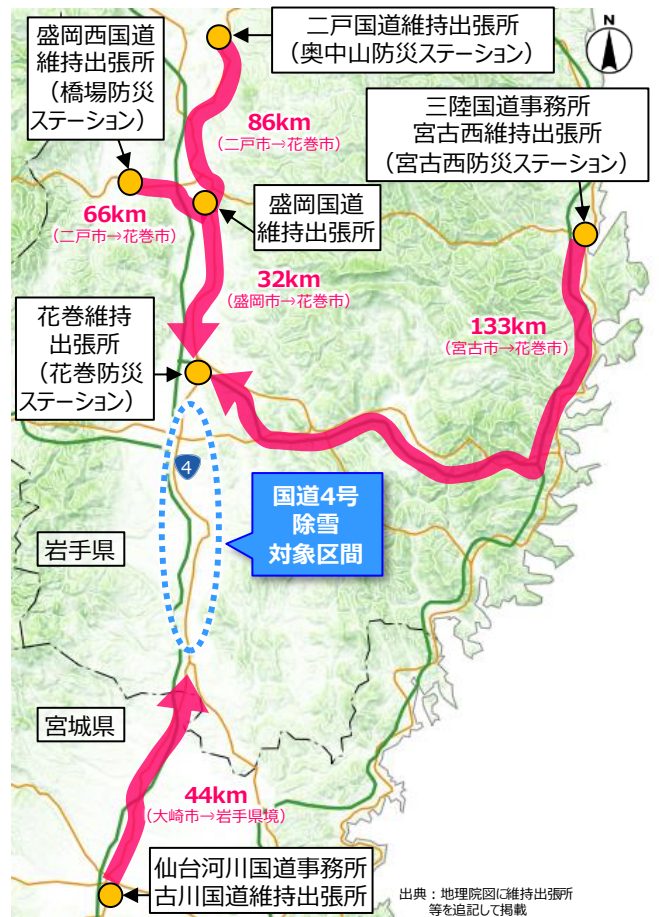 盛岡西国道
維持出張所
（橋場防災
ステーション）
二戸国道維持出張所
（奥中山防災ステーション）
N
三陸国道事務所
宮古西維持出張所
（宮古西防災ステーション）
86km
（二戸市→花巻市）
66km
（二戸市→花巻市）
盛岡国道
維持出張所
32km
（盛岡市→花巻市）
花巻維持
出張所
（花巻防災
ステーション）
133km
（宮古市→花巻市）
4
国道4号
除雪
対象区間
岩手県
宮城県
44km
（大崎市→岩手県境）
仙台河川国道事務所
古川国道維持出張所
出典：地理院図に維持出張所
等を追記して掲載